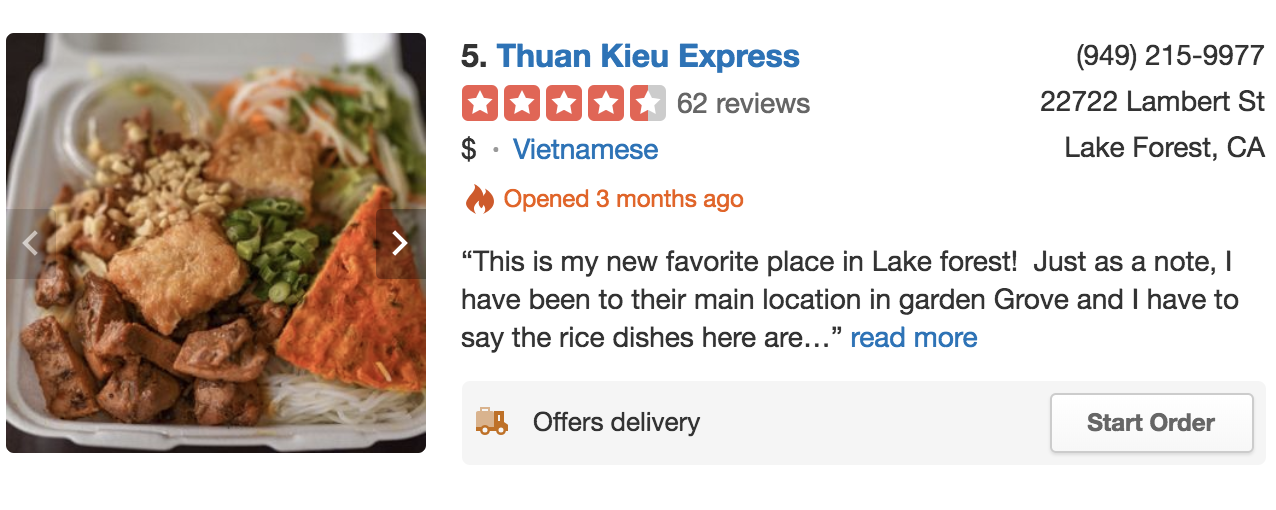 5. Thuan Kieu Express
62 reviews
$ · Vietnamese
Opened 3 months ago
(949) 215-9977
22722 Lambert St
Lake Forest, CA
“This is my new favorite place in Lake forest!  Just as a note, I
have been to their main location in garden Grove and I have to
say the rice dishes here are…” read more
Offers delivery
Start Order